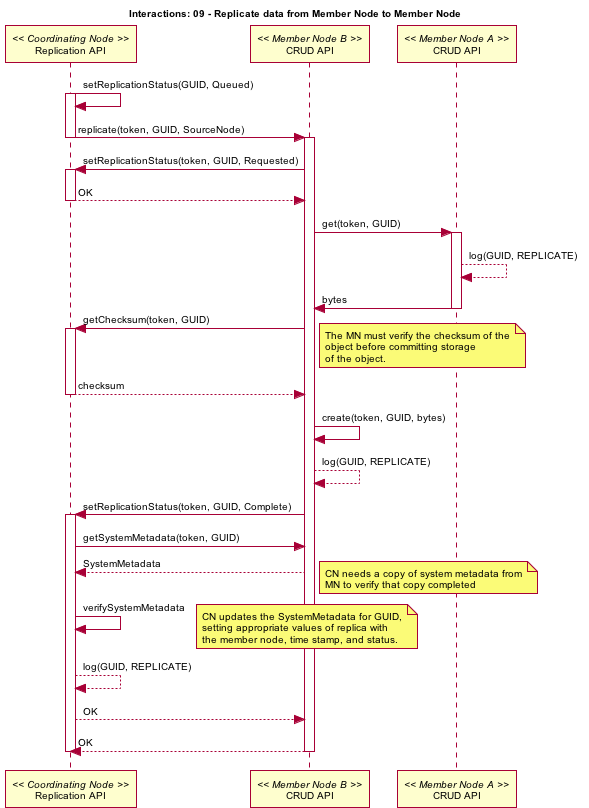 Interactions: 09 - Replicate data from Member Node to Member Node
<< Coordinating Node >>
Replication API
<< Member Node B >>
CRUD API
<< Member Node A >>
CRUD API
setReplicationStatus(GUID, Queued)
replicate(token, GUID, SourceNode)
setReplicationStatus(token, GUID, Requested)
OK
get(token, GUID)
log(GUID, REPLICATE)
bytes
getChecksum(token, GUID)
The MN must verify the checksum of the
object before committing storage
of the object.
checksum
create(token, GUID, bytes)
log(GUID, REPLICATE)
setReplicationStatus(token, GUID, Complete)
getSystemMetadata(token, GUID)
SystemMetadata
CN needs a copy of system metadata from
MN to verify that copy completed
verifySystemMetadata
CN updates the SystemMetadata for GUID,
setting appropriate values of replica with
the member node, time stamp, and status.
log(GUID, REPLICATE)
OK
OK
<< Coordinating Node >>
Replication API
<< Member Node B >>
CRUD API
<< Member Node A >>
CRUD API